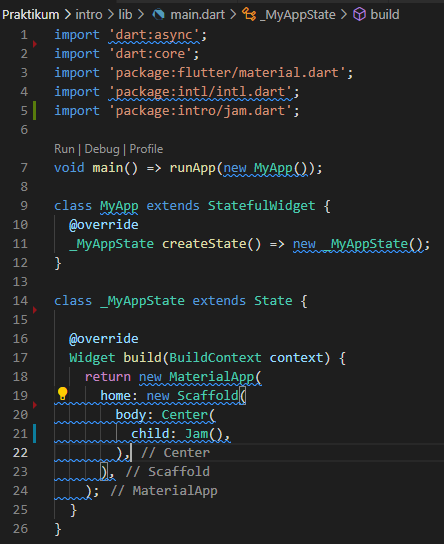 Praktikum > intro > lib > main.dart > _MyAppState > build
1 import 'dart:async';
2 import 'dart:core';
3 import 'package:flutter/material.dart';
4 import 'package:intl/intl.dart';
5 import 'package:intro/jam.dart';
6
Run | Debug | Profile
7 void main() => runApp(new MyApp());
8
9 class MyApp extends StatefulWidget {
10   @override
11   _MyAppState createState() => new _MyAppState();
12 }
13
14 class _MyAppState extends State {
15
16   @override
17   Widget build(BuildContext context) {
18     return new MaterialApp(
19       home: new Scaffold(
20         body: Center(
21           child: Jam(),
22         ), // Center
23       ), // Scaffold
24     ); // MaterialApp
25   }
26 }